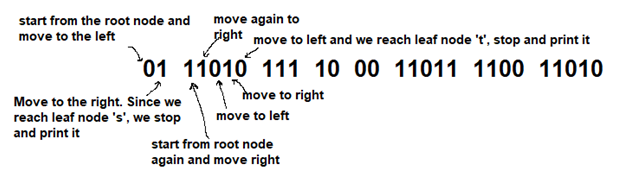 start from the root node and
move to the left
move again to
right
move to left and we reach leaf node 't', stop and print it
01 11010 111 10 00 11011 1100 11010
Move to the right. Since we
reach leaf node 's', we stop
and print it
move to right
move to left
start from root node
again and move right